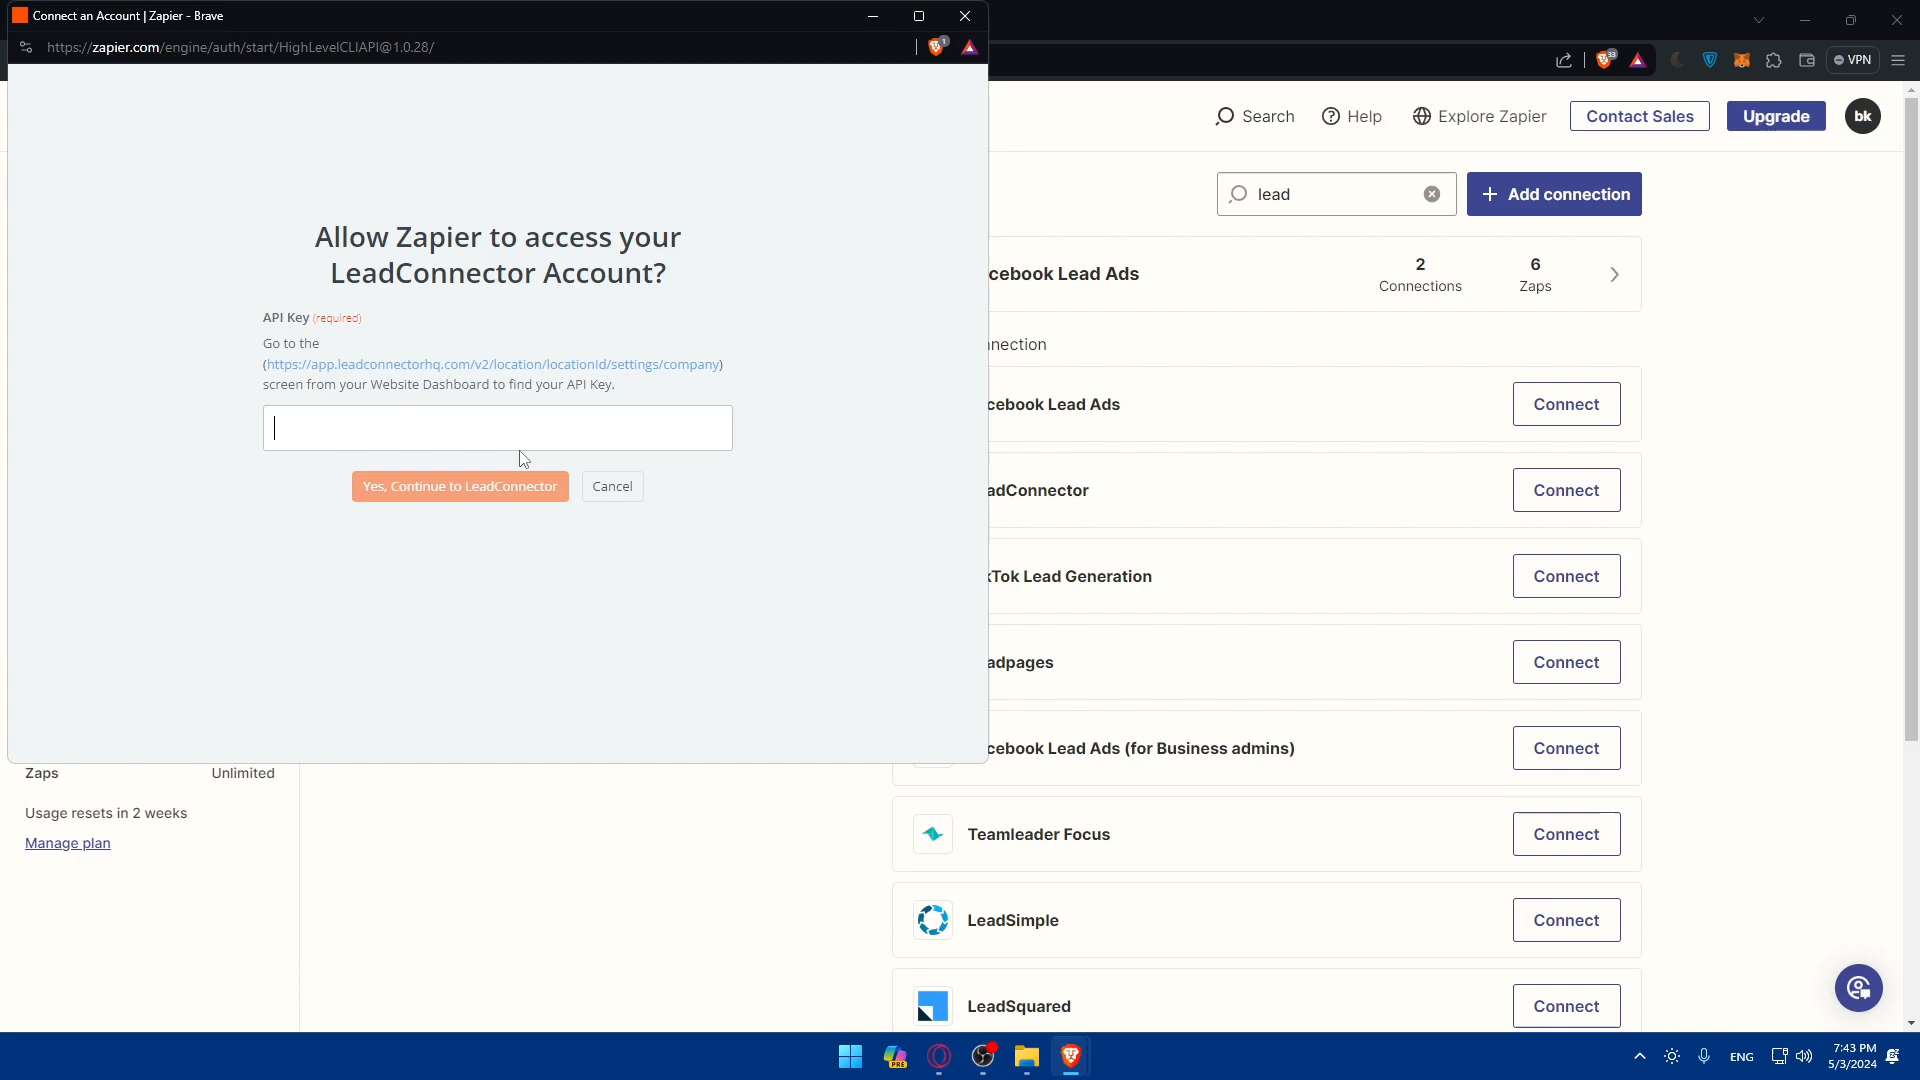 Connect an Account | Zapier - Brave
https://zapier.com/engine/auth/start/HighLevelCLIAPI@1.0.28/
1
33
VPN
Search
Help
Explore Zapier
Contact Sales
Upgrade
bk
lead
+ Add connection
Allow Zapier to access your
LeadConnector Account?
API Key (required)
Go to the
(https://app.leadconnectorhq.com/v2/location/locationId/settings/company)
screen from your Website Dashboard to find your API Key.
Yes, Continue to LeadConnector
Cancel
cebook Lead Ads
2
Connections
6
Zaps
nnection
cebook Lead Ads
Connect
adConnector
Connect
kTok Lead Generation
Connect
adpages
Connect
cebook Lead Ads (for Business admins)
Connect
Teamleader Focus
Connect
LeadSimple
Connect
LeadSquared
Connect
Zaps
Unlimited
Usage resets in 2 weeks
Manage plan
PRE
ENG
7:43 PM
5/3/2024